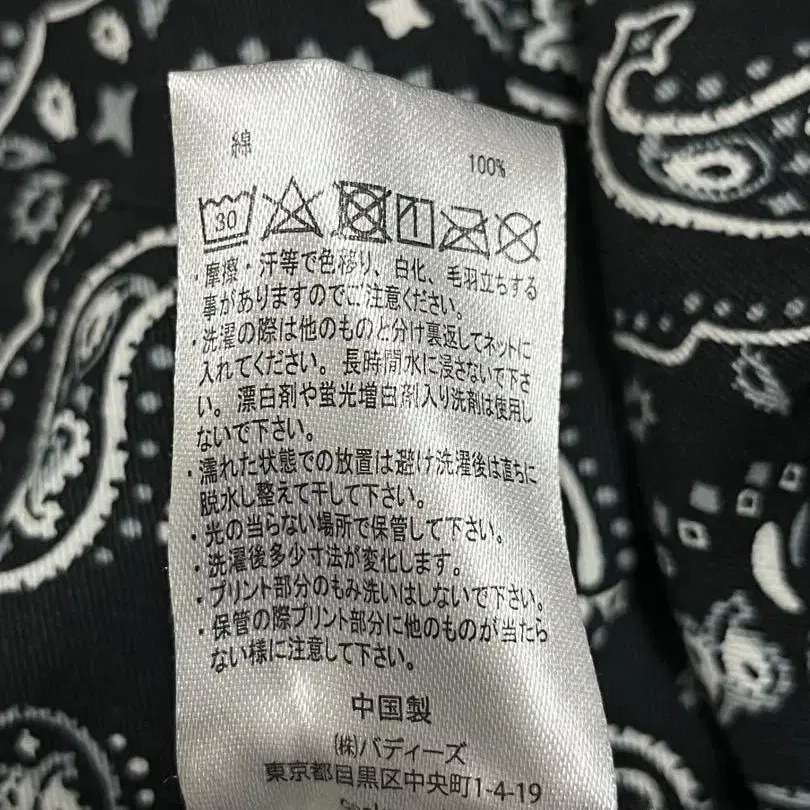 綿 100%
30
・摩擦・汗等で色移り、白化、毛羽立ちする
事がありますのでご注意ください。
・洗濯の際は他のものと分け裏返してネットに
入れてください。長時間水に浸さないで下さ
い。漂白剤や蛍光増白剤入り洗剤は使用し
ないで下さい。
・濡れた状態での放置は避け洗濯後は直ちに
脱水し整えて干して下さい。
・光の当らない場所で保管して下さい。
・洗濯後多少寸法が変化します。
・プリント部分のもみ洗いはしないで下さい。
・保管の際プリント部分に他のものが当たら
ない様に注意して下さい。
中国製
㈱バディーズ
東京都目黒区中央町1-4-19